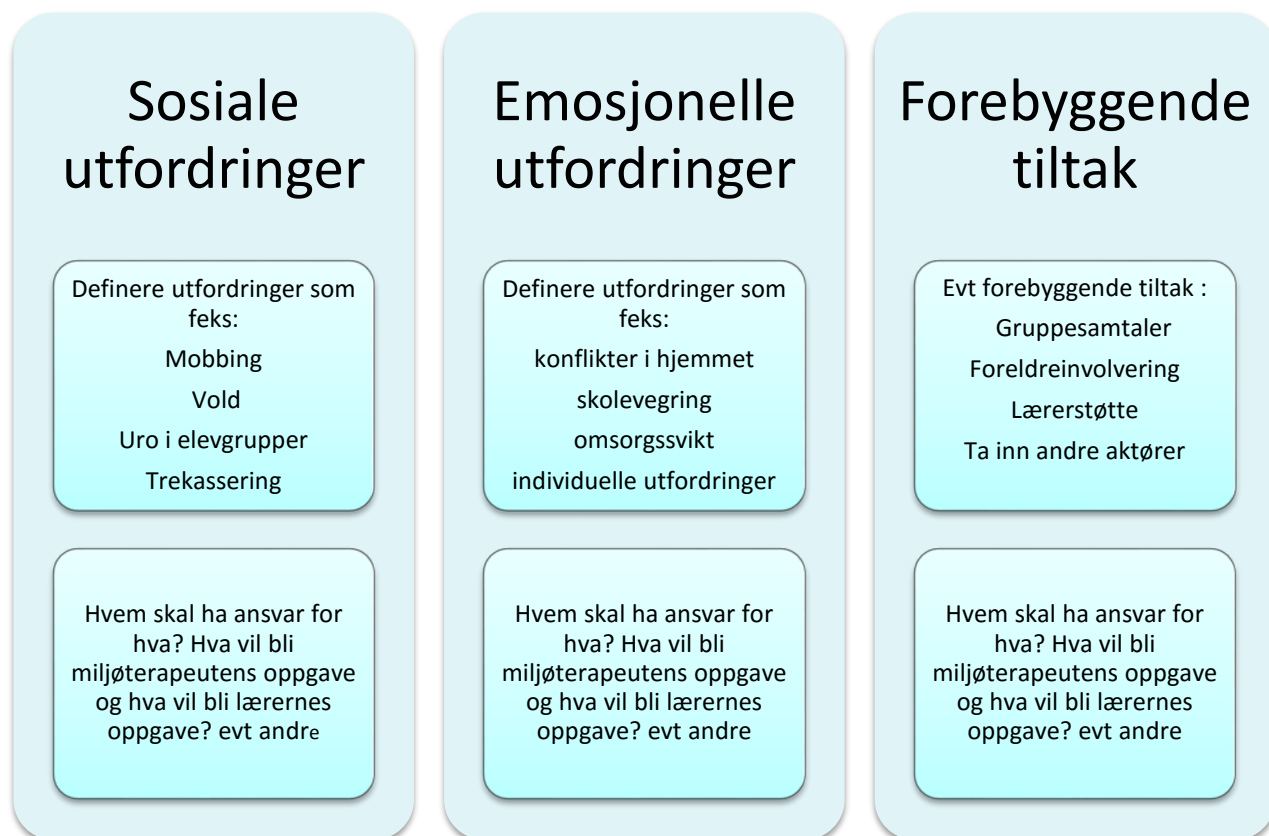 Sosiale
utfordringer
Definere utfordringer som
feks:
Mobbing
Vold
Uro i elevgrupper
Trekassering
Hvem skal ha ansvar for
hva? Hva vil bli
miljøterapeutens oppgave
og hva vil bli lærernes
oppgave? evt andre
Emosjonelle
utfordringer
Definere utfordringer som
feks:
konflikter i hjemmet
skolevegring
omsorgssvikt
individuelle utfordringer
Hvem skal ha ansvar for
hva? Hva vil bli
miljøterapeutens oppgave
og hva vil bli lærernes
oppgave? evt andre
Forebyggende
tiltak
Evt forebyggende tiltak :
Gruppesamtaler
Foreldreinvolvering
Lærerstøtte
Ta inn andre aktører
Hvem skal ha ansvar for
hva? Hva vil bli
miljøterapeutens oppgave
og hva vil bli lærernes
oppgave? evt andre